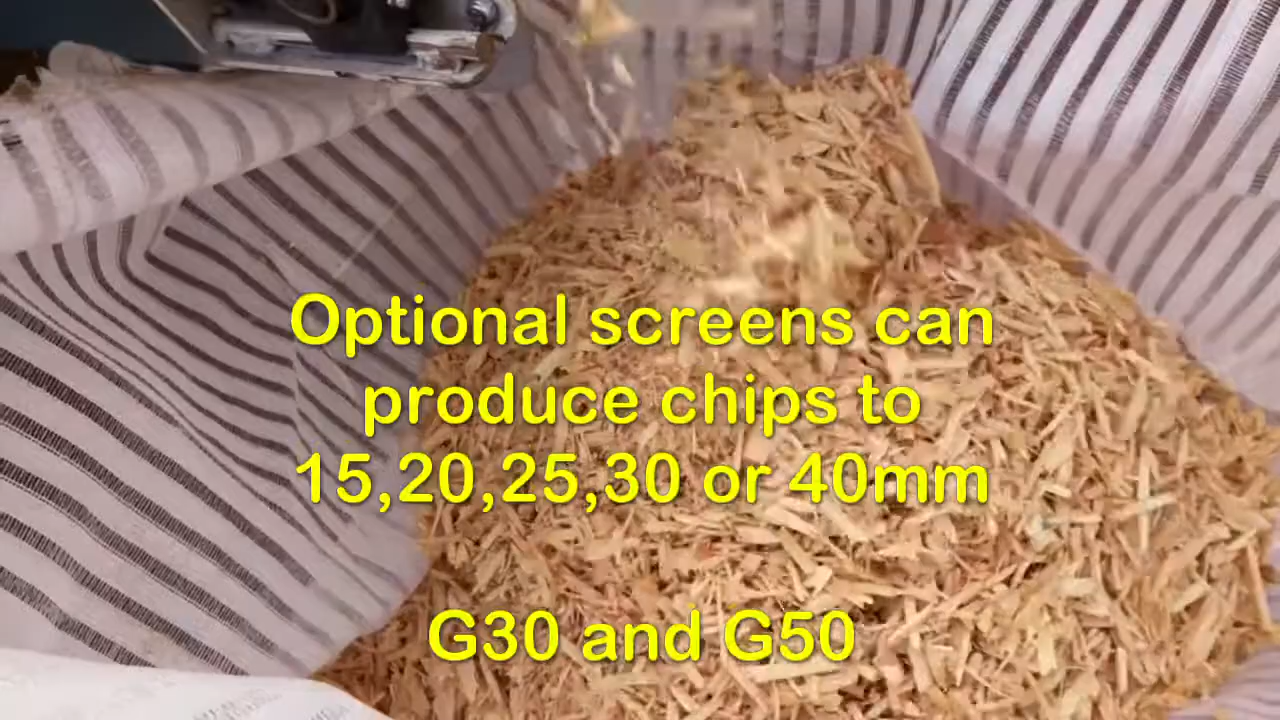 Optional screens can
produce chips to
15,20,25,30 or 40mm
G30 and G50